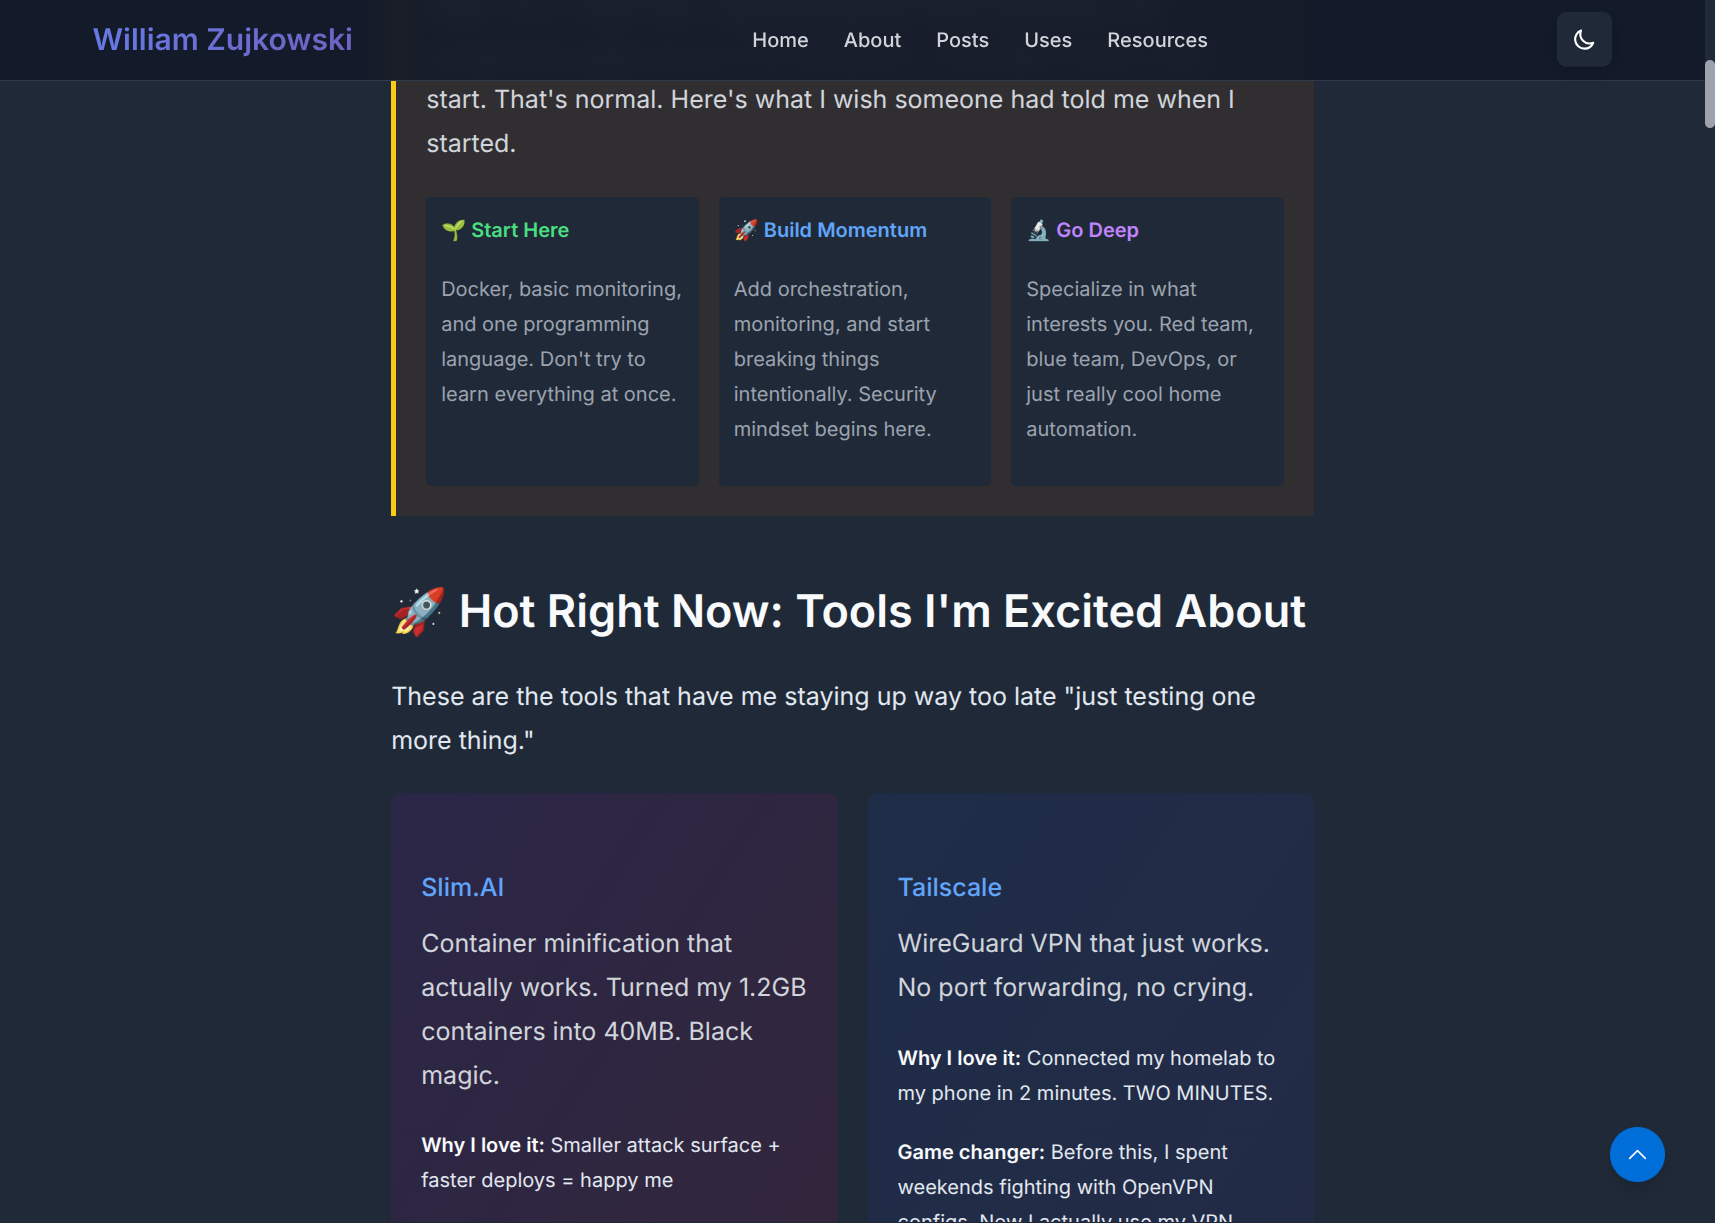 William Zujkowski
Home
About
Posts
Uses
Resources
start. That's normal. Here's what I wish someone had told me when I
started.
🌱 Start Here
Docker, basic monitoring,
and one programming
language. Don't try to
learn everything at once.
🚀 Build Momentum
Add orchestration,
monitoring, and start
breaking things
intentionally. Security
mindset begins here.
🔬 Go Deep
Specialize in what
interests you. Red team,
blue team, DevOps, or
just really cool home
automation.
🚀 Hot Right Now: Tools I'm Excited About
These are the tools that have me staying up way too late "just testing one
more thing."
Slim.AI
Container minification that
actually works. Turned my 1.2GB
containers into 40MB. Black
magic.
Why I love it: Smaller attack surface +
faster deploys = happy me
Tailscale
WireGuard VPN that just works.
No port forwarding, no crying.
Why I love it: Connected my homelab to
my phone in 2 minutes. TWO MINUTES.
Game changer: Before this, I spent
weekends fighting with OpenVPN
configs. Now I actually use my VPN